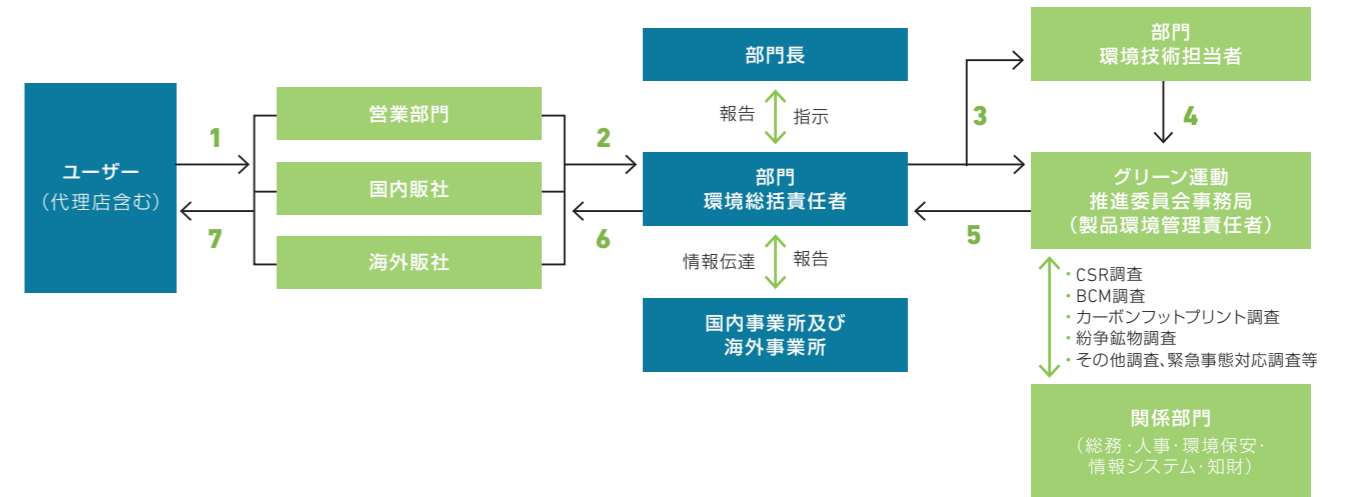 ユーザー
（代理店含む）
1
7
営業部門
国内販社
海外販社
2
6
部門長
報告
指示
部門
環境総括責任者
情報伝達
報告
国内事業所及び
海外事業所
3
5
部門
環境技術担当者
4
グリーン運動
推進委員会事務局
（製品環境管理責任者）
・CSR調査
・BCM調査
・カーボンフットプリント調査
・紛争鉱物調査
・その他調査、緊急事態対応調査等
関係部門
（総務・人事・環境保安・
情報システム・知財）